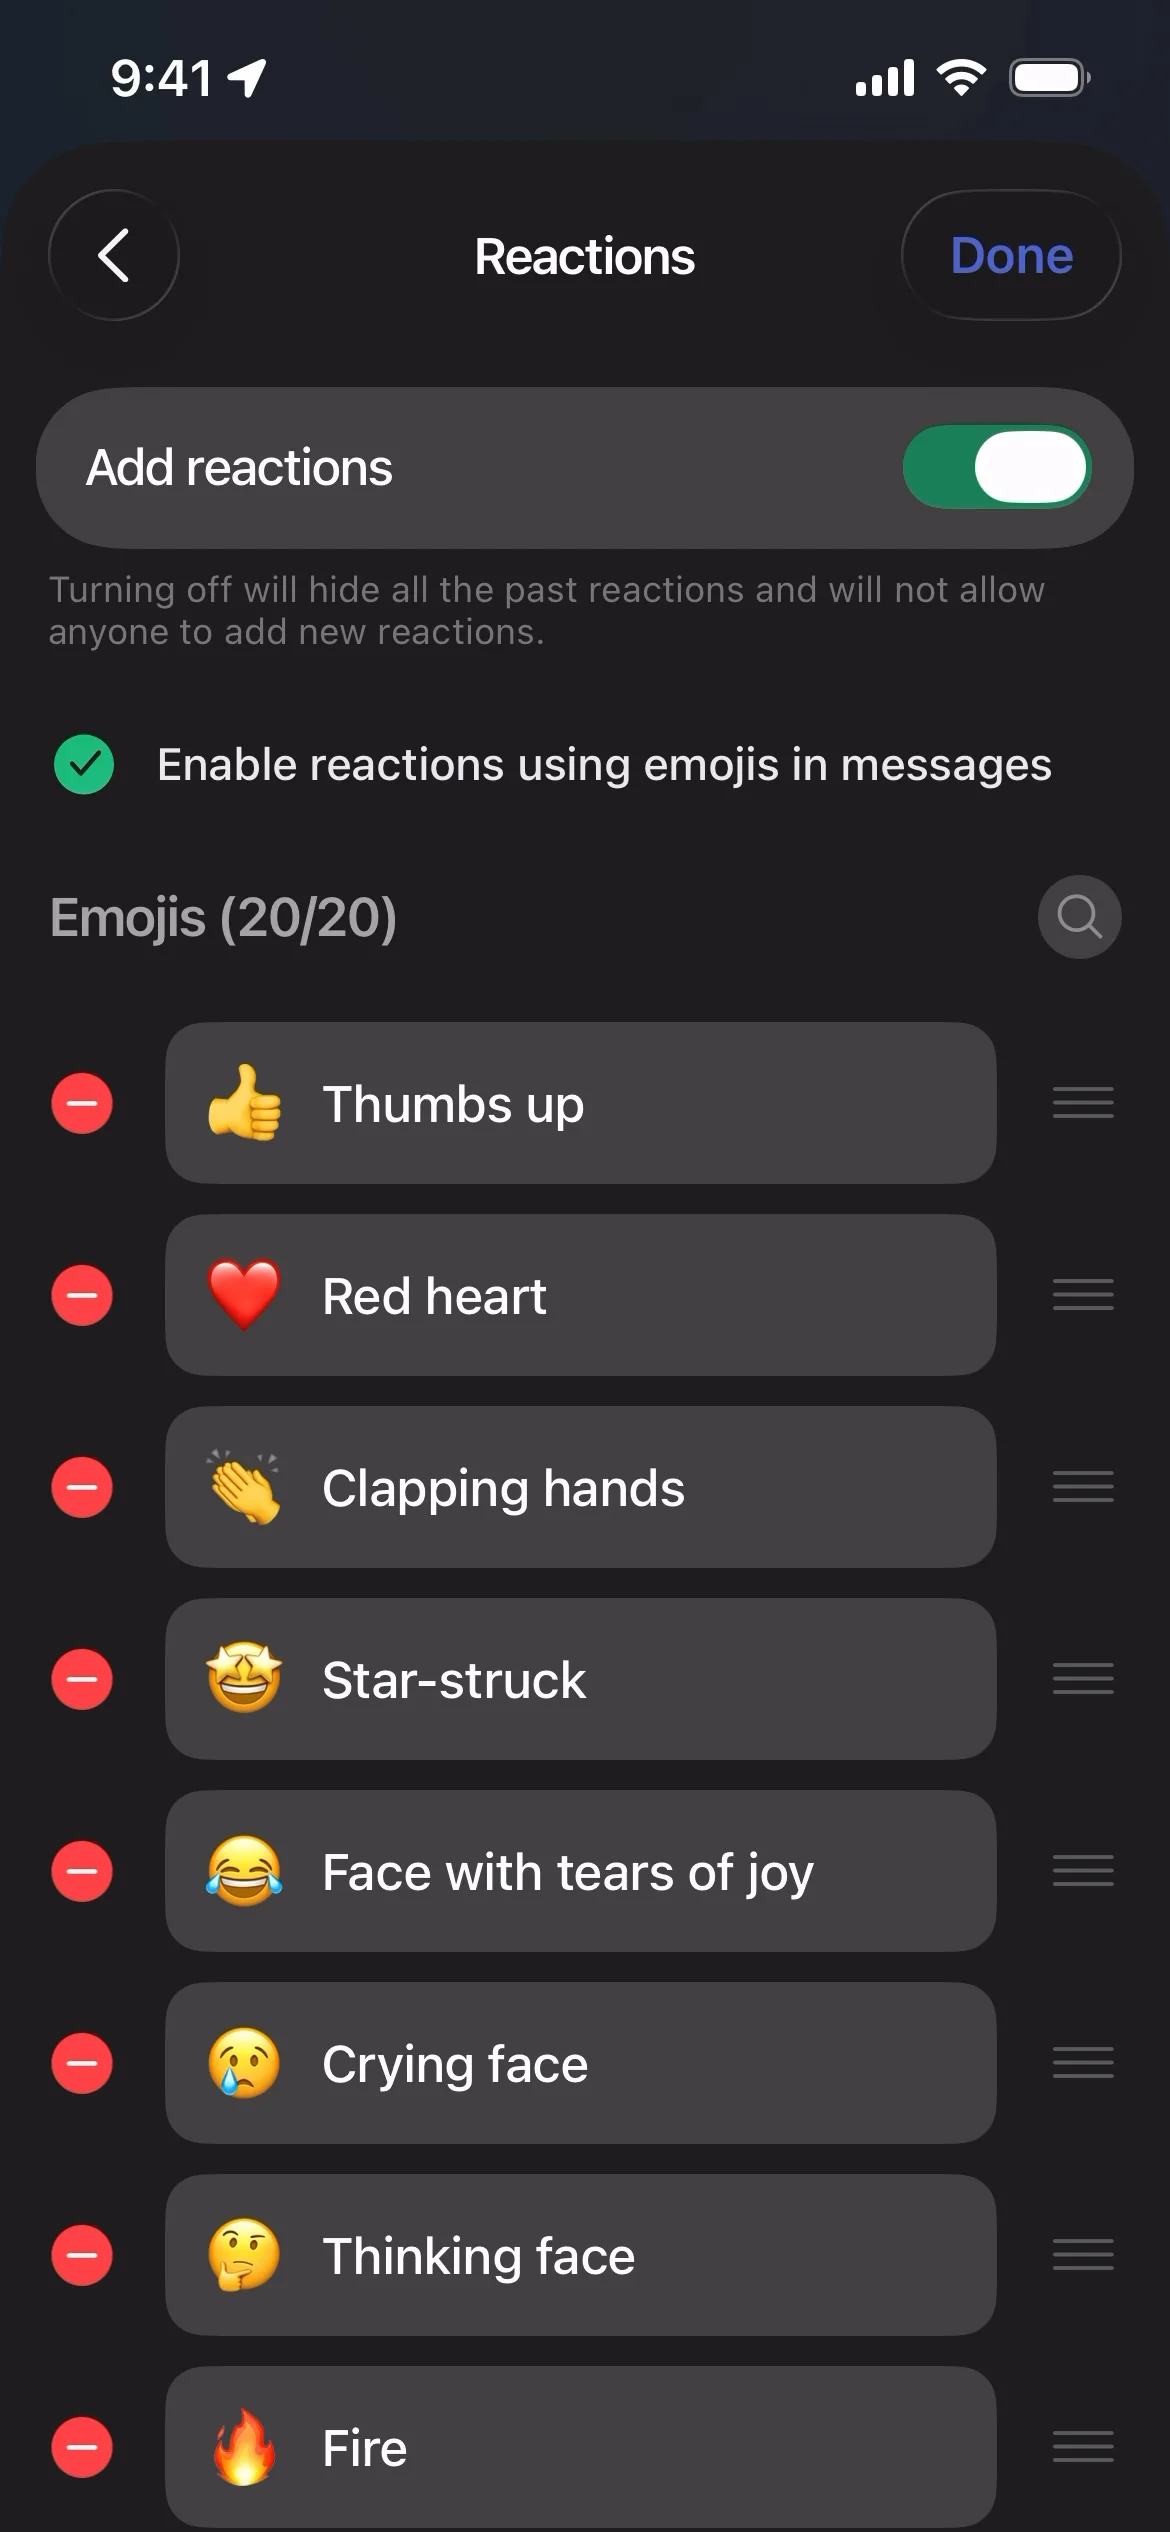 9:41
Reactions
Done
Add reactions
Turning off will hide all the past reactions and will not allow
anyone to add new reactions.
Enable reactions using emojis in messages
Emojis (20/20)
Thumbs up
Red heart
Clapping hands
Star-struck
Face with tears of joy
Crying face
Thinking face
Fire